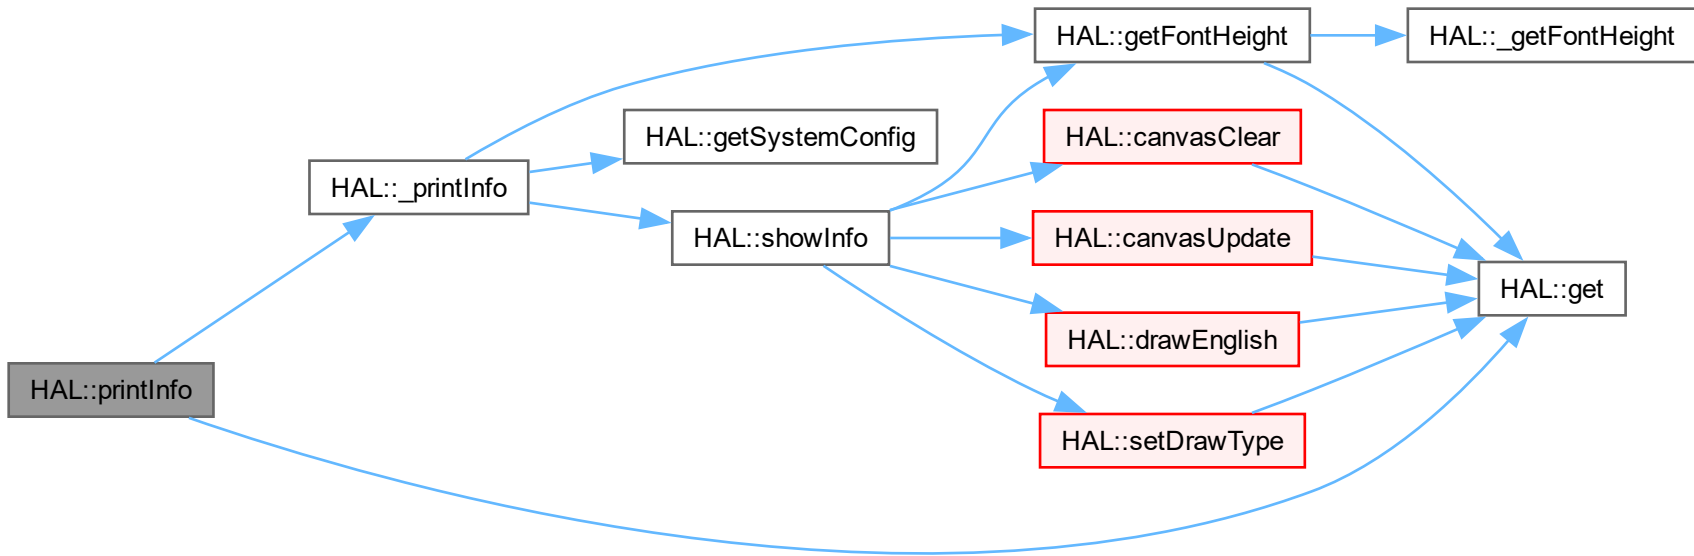 HAL::getFontHeight
HAL::_getFontHeight
HAL::getSystemConfig
HAL::canvasClear
HAL::_printInfo
HAL::showInfo
HAL::canvasUpdate
HAL::get
HAL::drawEnglish
HAL::printInfo
HAL::setDrawType